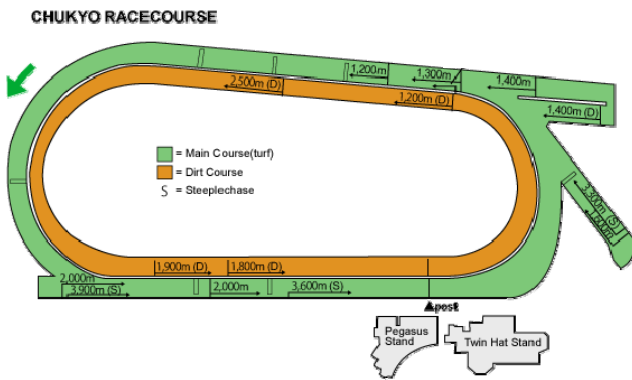 CHUKYO RACECOURSE
1,200m
1,300m
1,400m
2,500m (D)
1,200m (D)
1,400m (D)
= Main Course(turf)
= Dirt Course
S = Steeplechase
3,300m (S)
1,600m
1,900m (D)
1,800m (D)
2,000m
3,900m (S)
2,000m
3,600m (S)
▲post
Pegasus
Stand
Twin Hat Stand